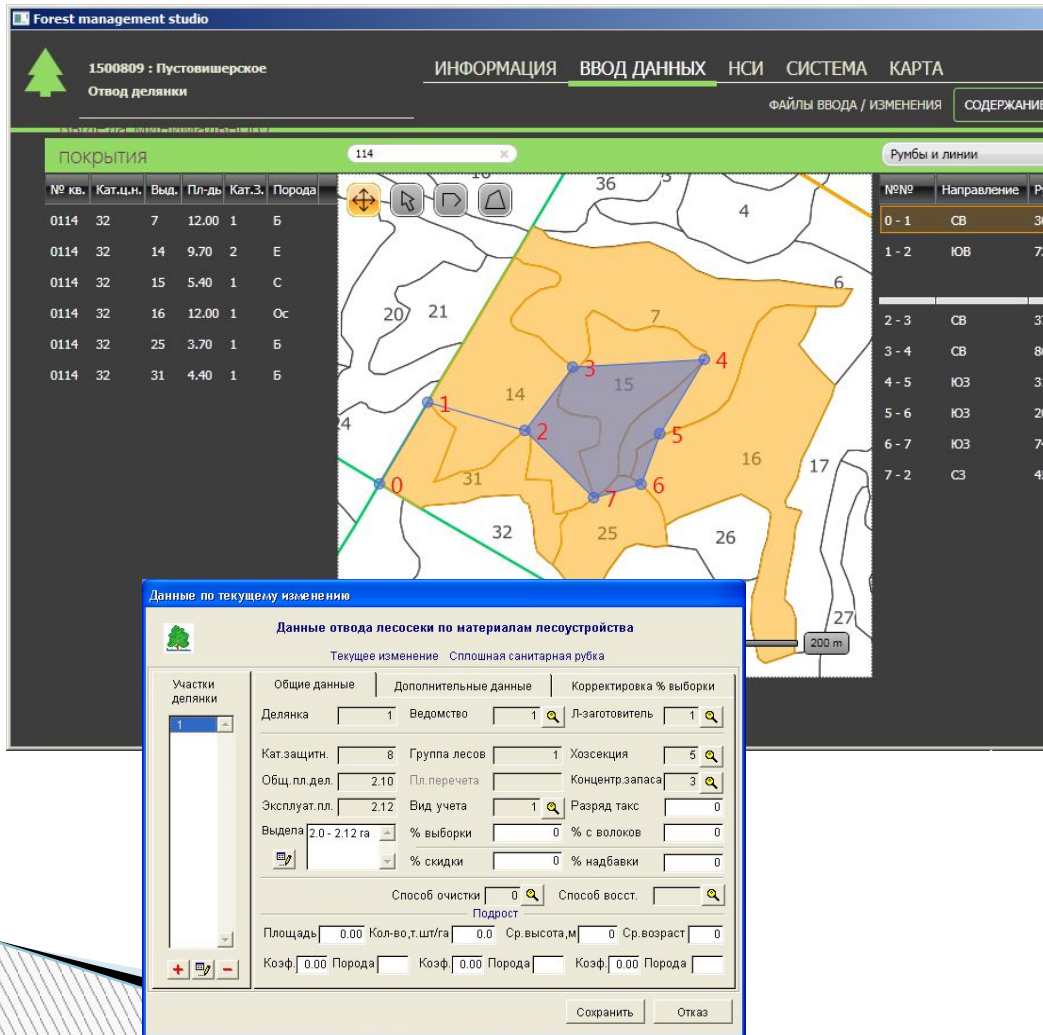 Forest management studio
1500809 : Пустовишерское
Отвод делянки
ИНФОРМАЦИЯ ВВОД ДАННЫХ НСИ СИСТЕМА КАРТА
ФАЙЛЫ ВВОДА / ИЗМЕНЕНИЯ СОДЕРЖАНИЕ
покрытия
114
Румбы и линии
№ кв. Кат.ц.н. Выд. Пл-дь Кат.З. Порода
0114 32 7 12.00 1 Б
0114 32 14 9.70 2 Е
0114 32 15 5.40 1 С
0114 32 16 12.00 1 Ос
0114 32 25 3.70 1 Б
0114 32 31 4.40 1 Б
36
4
6
20 21
7
3 4
15
14
1
2 5
16 17
31
0 6
7
32 25 26
27
200 m
№№ Направление
0 - 1 СВ
1 - 2 ЮВ
2 - 3 СВ
3 - 4 СВ
4 - 5 ЮЗ
5 - 6 ЮЗ
6 - 7 ЮЗ
7 - 2 СЗ
Данные по текущему изменению
Данные отвода лесосеки по материалам лесоустройства
Текущее изменение Сплошная санитарная рубка
Участки
делянки
1
Общие данные Дополнительные данные Корректировка % выборки
Делянка 1 Ведомство 1 Л-заготовитель 1
Кат.защитн. 8 Группа лесов 1 Хозсекция 5
Общ.пл.дел. 2.10 Пл.перечета Концентр.запаса 3
Эксплуат.пл. 2.12 Вид учета 1 Разряд такс 0
Выдела 2.0 - 2.12 га % выборки 0 % с волоков 0
% скидки 0 % надбавки 0
Способ очистки 0 Способ восст.
Подрост
Площадь 0.00 Кол-во,т.шт/га 0.0 Ср.высота,м 0 Ср.возраст 0
Коэф. 0.00 Порода Коэф. 0.00 Порода Коэф. 0.00 Порода
Сохранить Отказ